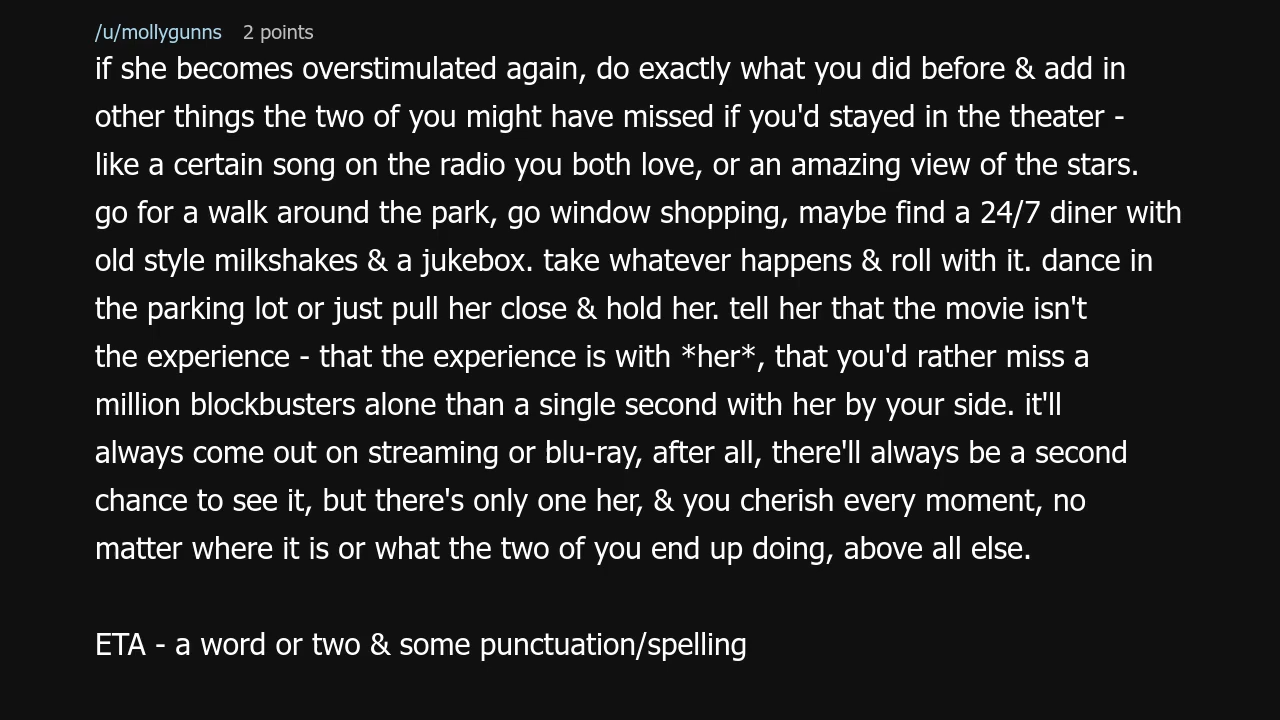 /u/mollygunns 2 points
if she becomes overstimulated again, do exactly what you did before & add in
other things the two of you might have missed if you'd stayed in the theater -
like a certain song on the radio you both love, or an amazing view of the stars.
go for a walk around the park, go window shopping, maybe find a 24/7 diner with
old style milkshakes & a jukebox. take whatever happens & roll with it. dance in
the parking lot or just pull her close & hold her. tell her that the movie isn't
the experience - that the experience is with *her*, that you'd rather miss a
million blockbusters alone than a single second with her by your side. it'll
always come out on streaming or blu-ray, after all, there'll always be a second
chance to see it, but there's only one her, & you cherish every moment, no
matter where it is or what the two of you end up doing, above all else.
ETA - a word or two & some punctuation/spelling